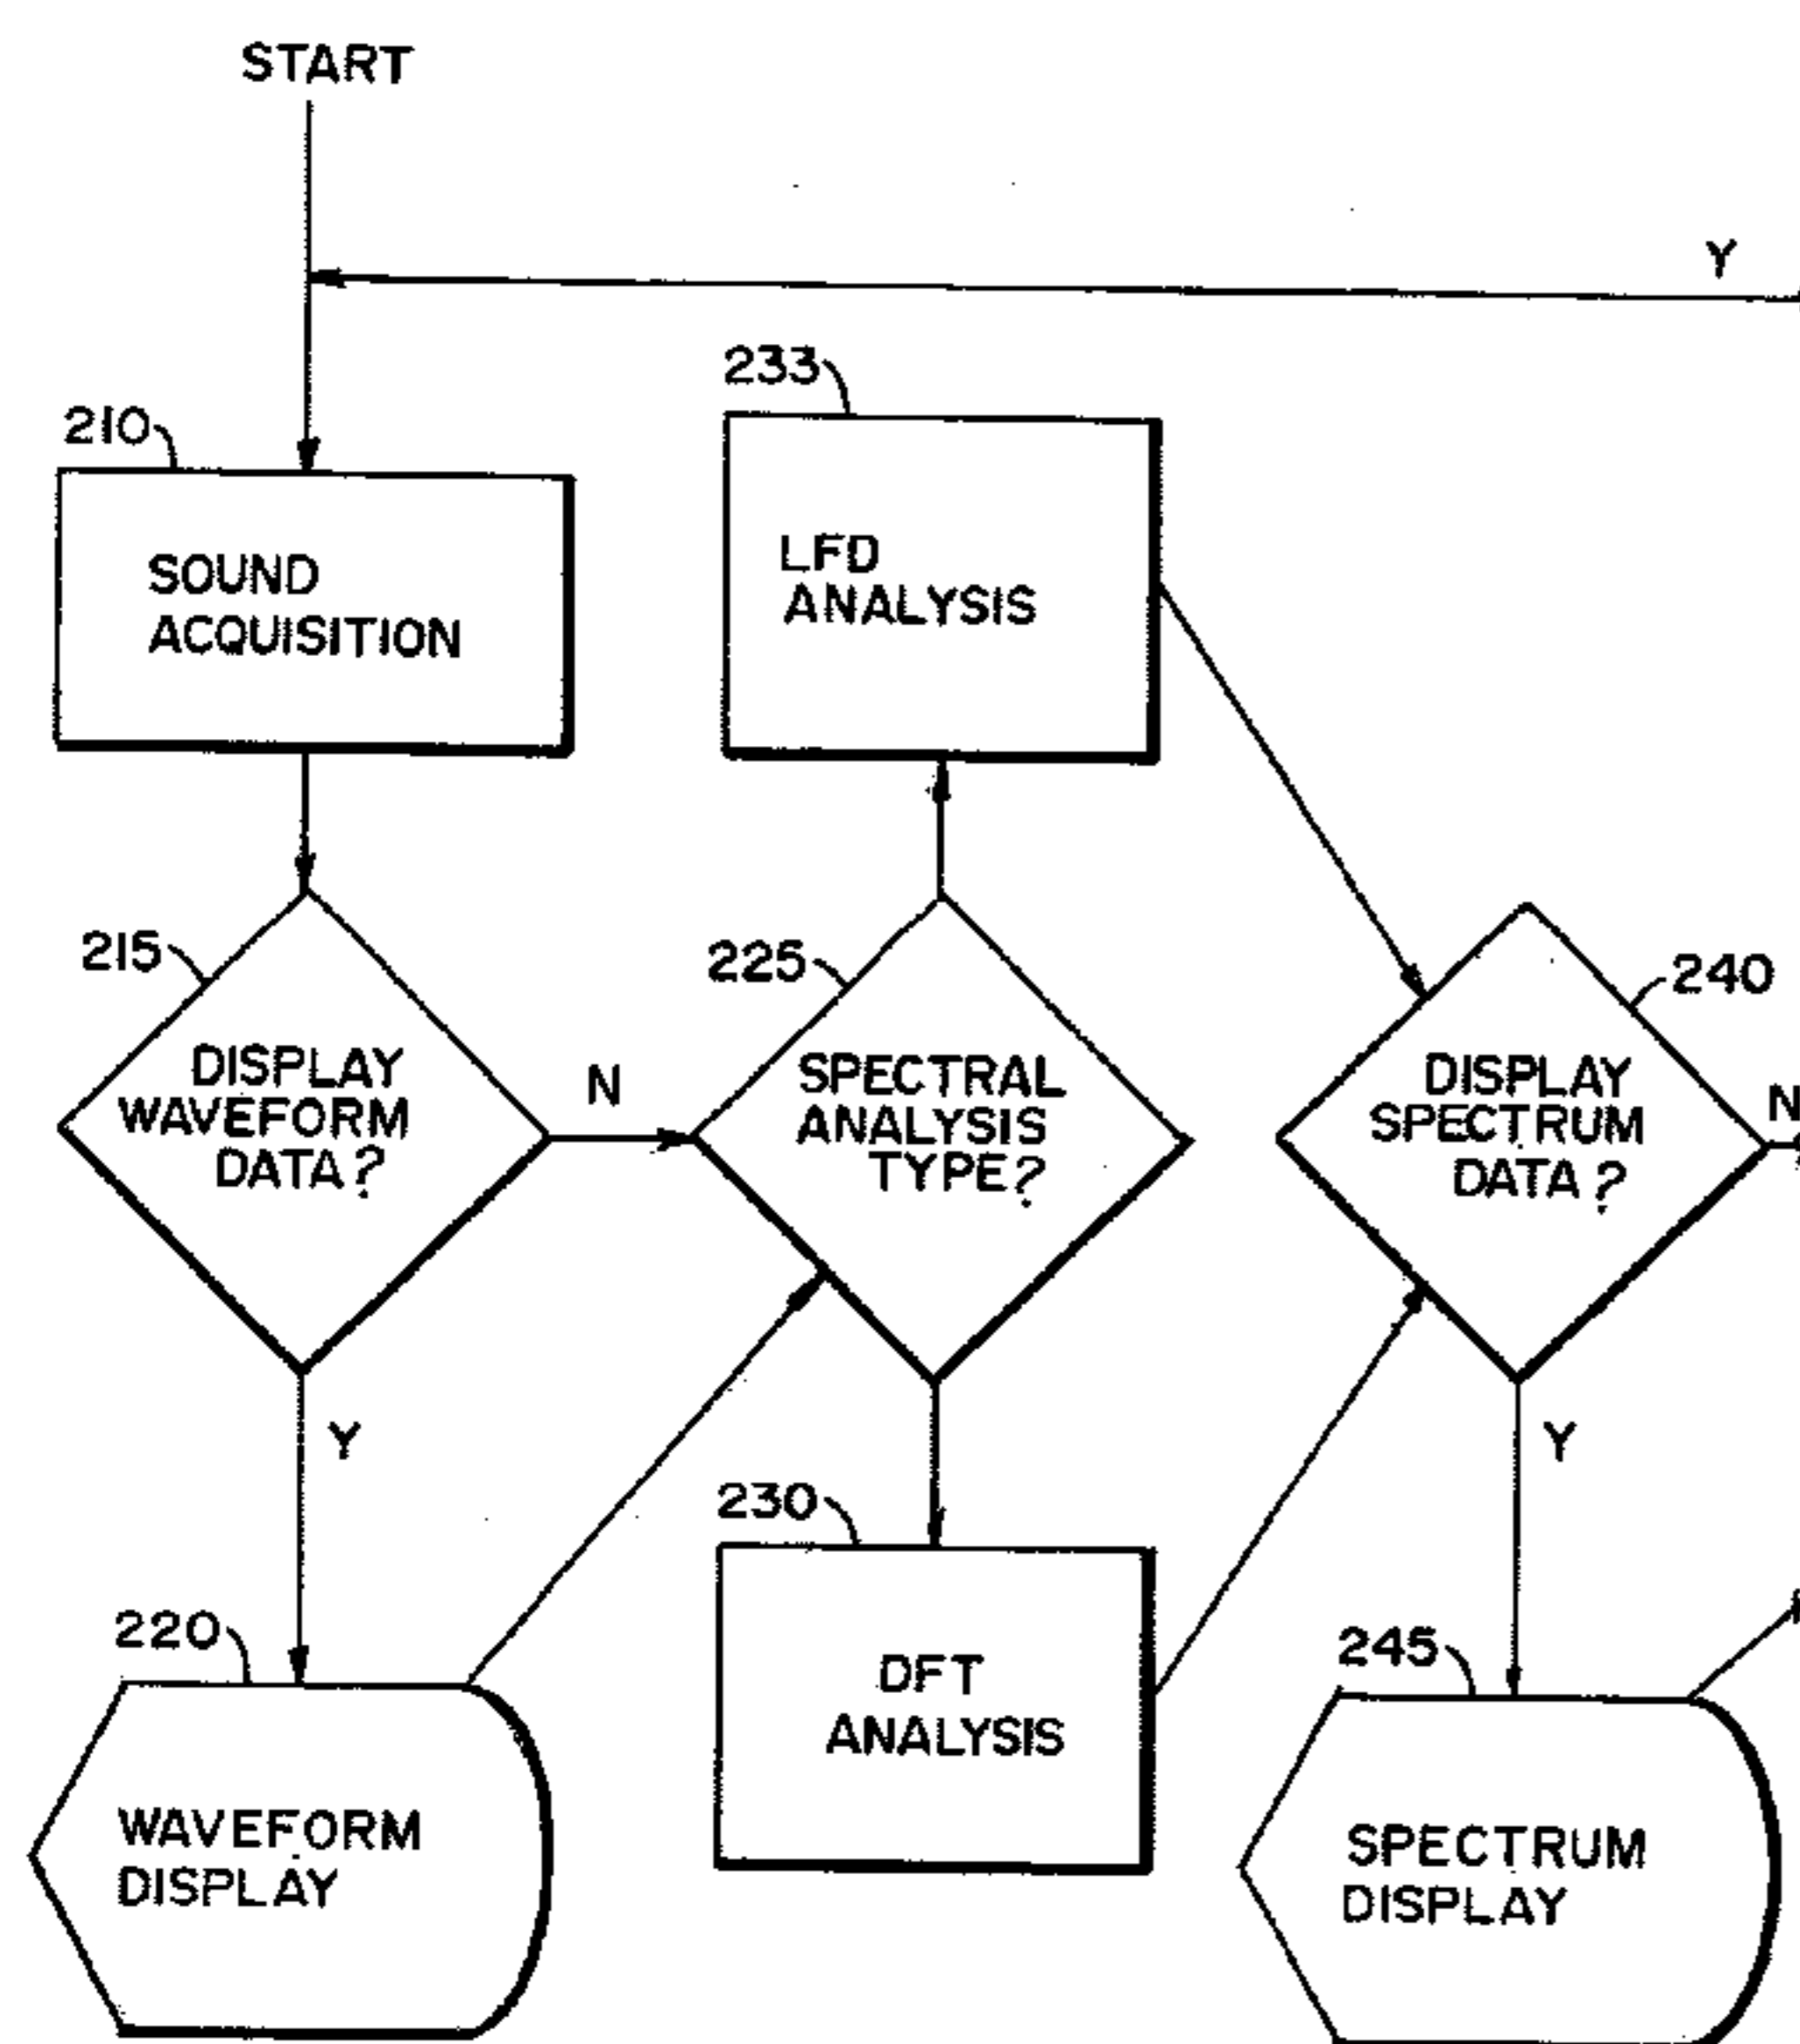 START
Y
233
210
LFD
ANALYSIS
SOUND
ACQUISITION
215
225
240
DISPLAY
WAVEFORM
DATA?
N
SPECTRAL
ANALYSIS
TYPE?
DISPLAY
SPECTRUM
DATA?
N
Y
Y
230
220
245
DFT
ANALYSIS
WAVEFORM
DISPLAY
SPECTRUM
DISPLAY